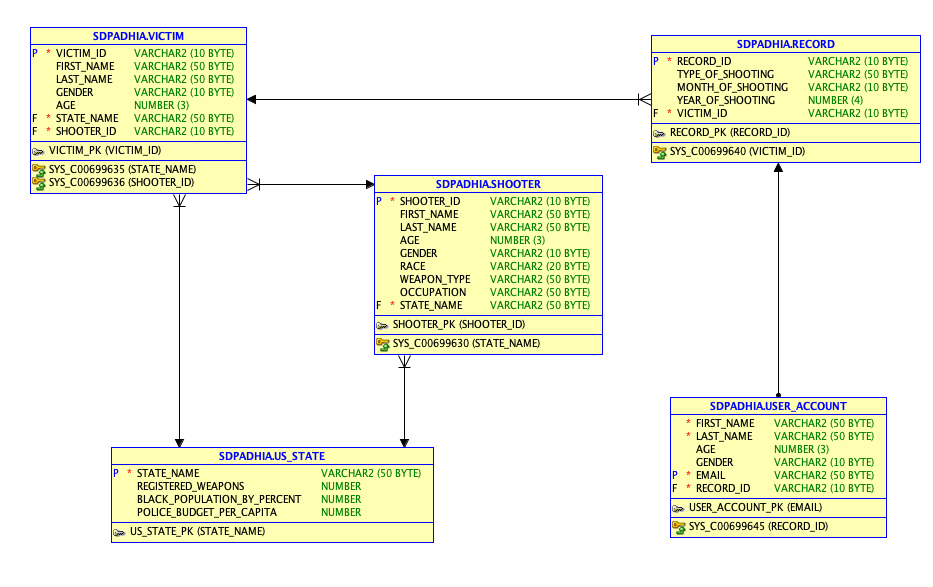 SDPADHIA.VICTIM
P * VICTIM_ID VARCHAR2 (10 BYTE)
FIRST_NAME VARCHAR2 (50 BYTE)
LAST_NAME VARCHAR2 (50 BYTE)
GENDER VARCHAR2 (10 BYTE)
AGE NUMBER (3)
F * STATE_NAME VARCHAR2 (50 BYTE)
F * SHOOTER_ID VARCHAR2 (10 BYTE)
VICTIM_PK (VICTIM_ID)
SYS_C00699635 (STATE_NAME)
SYS_C00699636 (SHOOTER_ID)
SDPADHIA.RECORD
P * RECORD_ID VARCHAR2 (10 BYTE)
TYPE_OF_SHOOTING VARCHAR2 (50 BYTE)
MONTH_OF_SHOOTING VARCHAR2 (10 BYTE)
YEAR_OF_SHOOTING NUMBER (4)
F * VICTIM_ID VARCHAR2 (10 BYTE)
RECORD_PK (RECORD_ID)
SYS_C00699640 (VICTIM_ID)
SDPADHIA.SHOOTER
P * SHOOTER_ID VARCHAR2 (10 BYTE)
FIRST_NAME VARCHAR2 (50 BYTE)
LAST_NAME VARCHAR2 (50 BYTE)
AGE NUMBER (3)
GENDER VARCHAR2 (10 BYTE)
RACE VARCHAR2 (20 BYTE)
WEAPON_TYPE VARCHAR2 (50 BYTE)
OCCUPATION VARCHAR2 (50 BYTE)
F * STATE_NAME VARCHAR2 (50 BYTE)
SHOOTER_PK (SHOOTER_ID)
SYS_C00699630 (STATE_NAME)
SDPADHIA.US_STATE
P * STATE_NAME VARCHAR2 (50 BYTE)
REGISTERED_WEAPONS NUMBER
BLACK_POPULATION_BY_PERCENT NUMBER
POLICE_BUDGET_PER_CAPITA NUMBER
US_STATE_PK (STATE_NAME)
SDPADHIA.USER_ACCOUNT
* FIRST_NAME VARCHAR2 (50 BYTE)
* LAST_NAME VARCHAR2 (50 BYTE)
AGE NUMBER (3)
GENDER VARCHAR2 (10 BYTE)
P * EMAIL VARCHAR2 (50 BYTE)
F * RECORD_ID VARCHAR2 (10 BYTE)
USER_ACCOUNT_PK (EMAIL)
SYS_C00699645 (RECORD_ID)